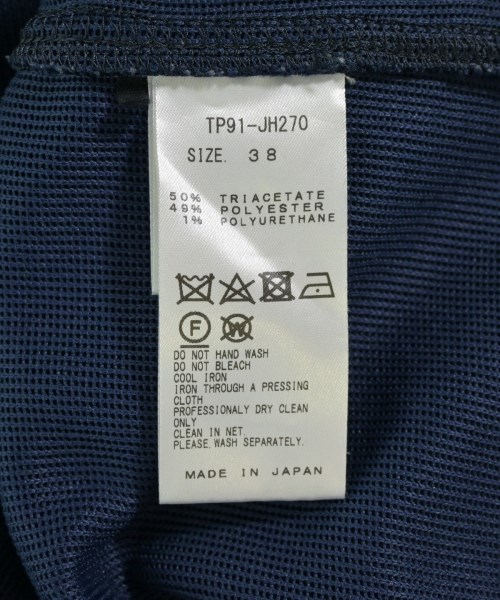 TP91-JH270
SIZE. 38
50% TRIACETATE
49% POLYESTER
1% POLYURETHANE
F W
DO NOT HAND WASH
DO NOT BLEACH
COOL IRON
IRON THROUGH A PRESSING
CLOTH
PROFESSIONALY DRY CLEAN
ONLY
CLEAN IN NET.
PLEASE WASH SEPARATELY.
MADE IN JAPAN